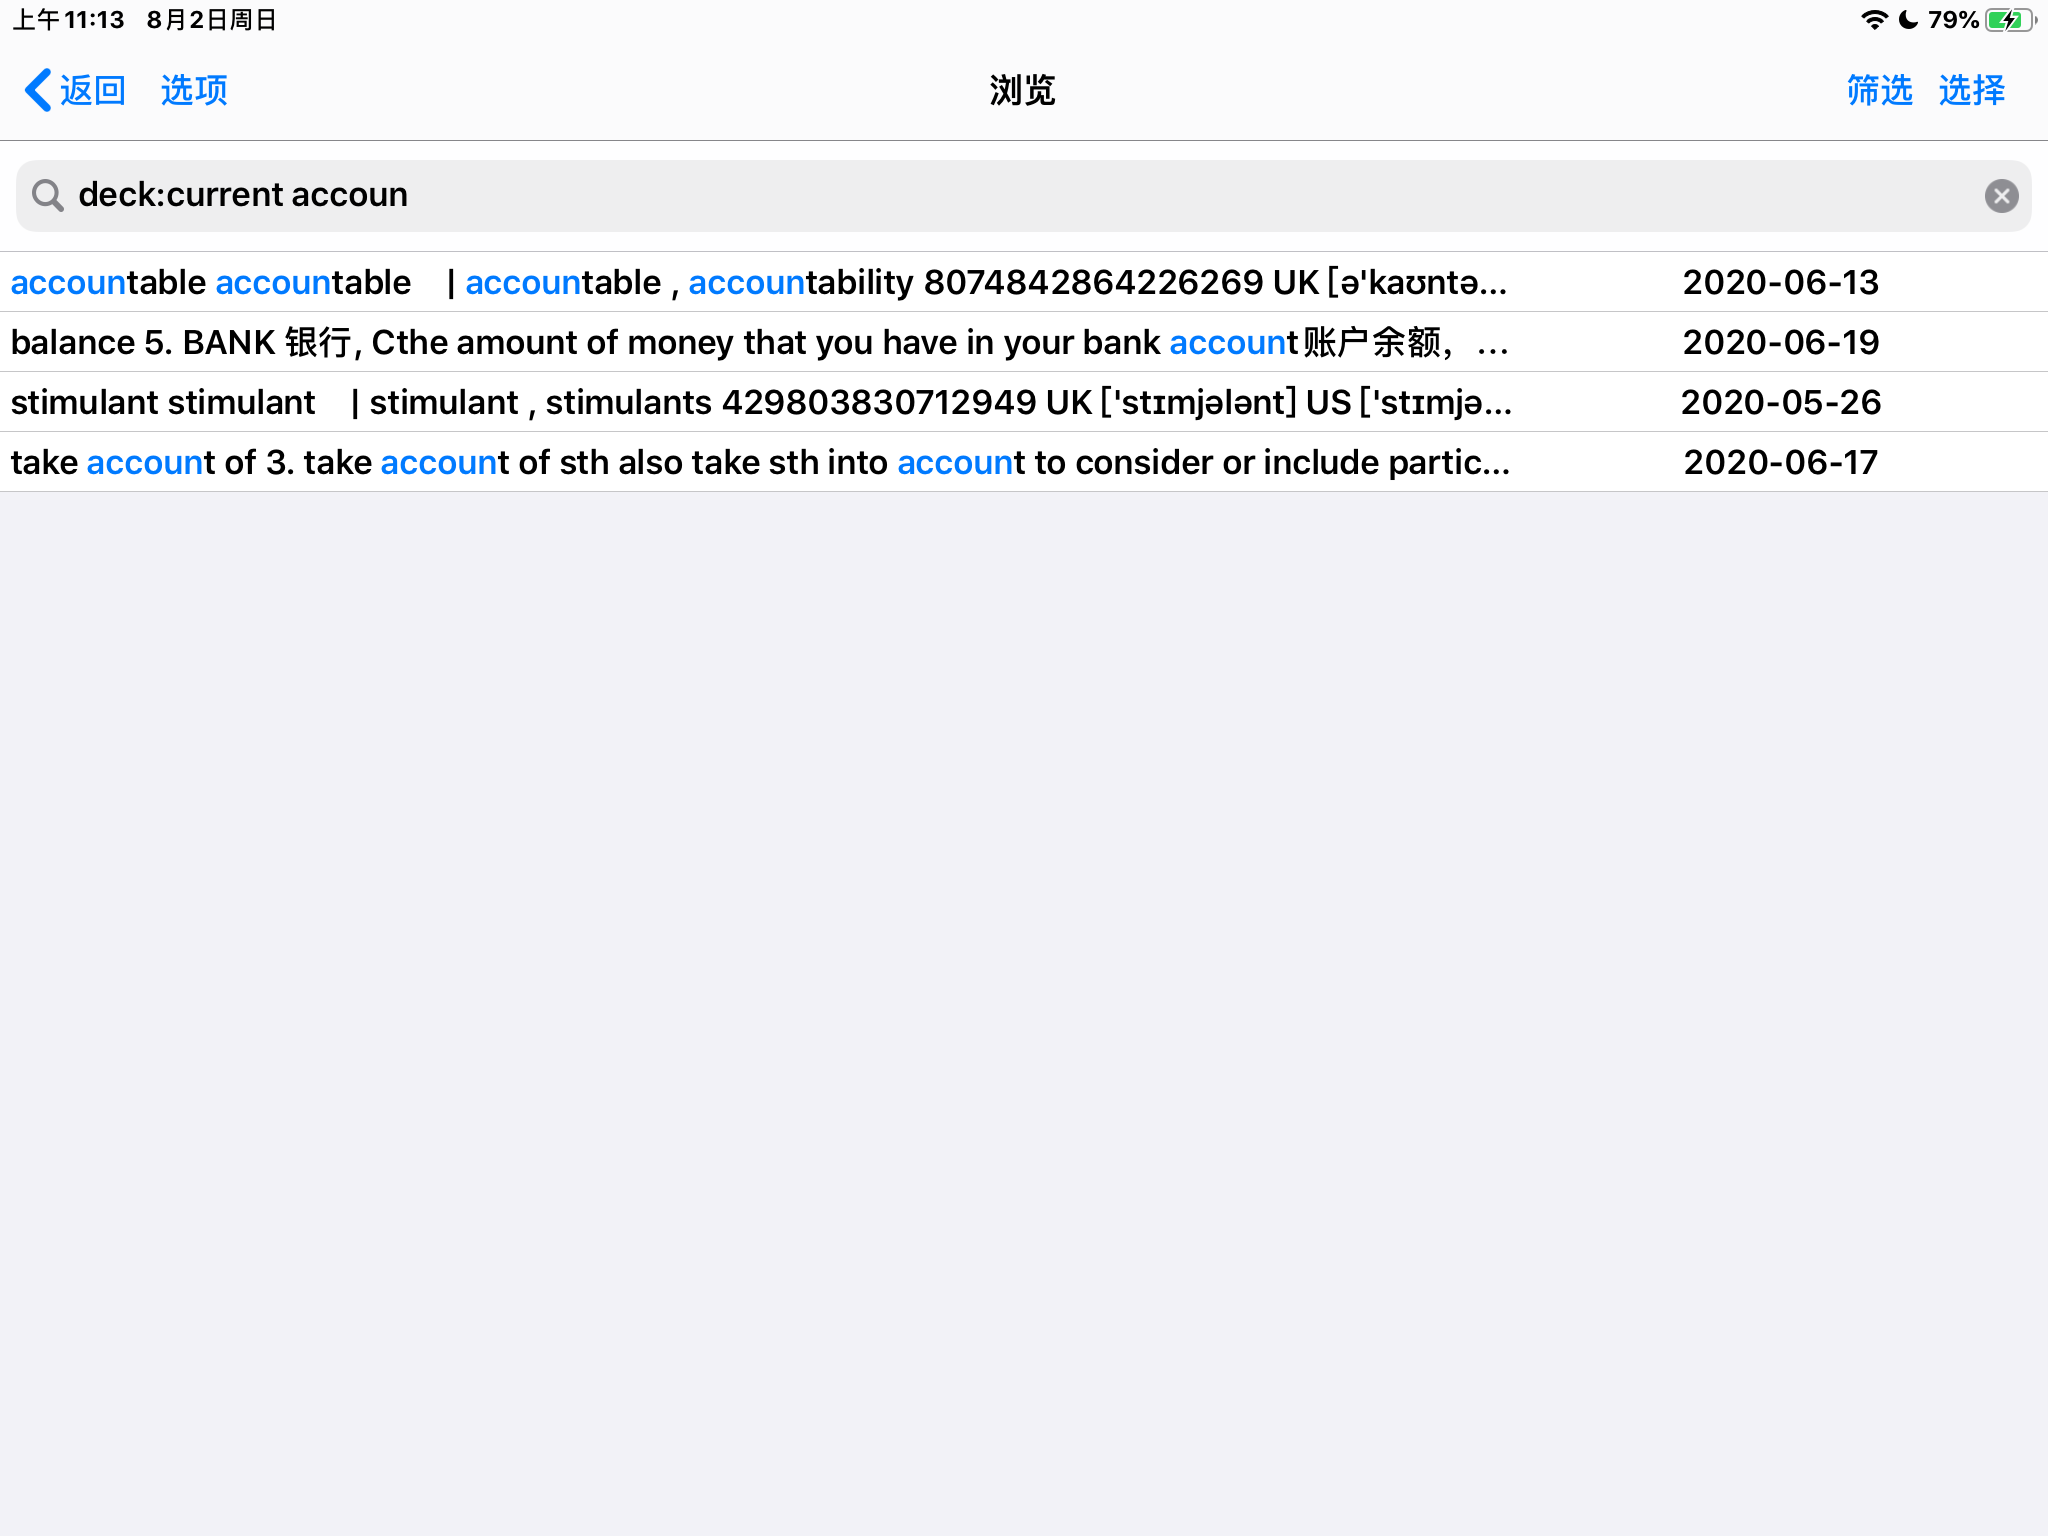 上午11:13 8月2日周日
79%
返回 选项 浏览 筛选 选择
deck:current accoun
accountable accountable | accountable , accountability 8074842864226269 UK [ə'kaʊntə... 2020-06-13
balance 5. BANK 银行, Cthe amount of money that you have in your bank account账户余额，... 2020-06-19
stimulant stimulant | stimulant , stimulants 429803830712949 UK ['stɪmjələnt] US ['stɪmjə... 2020-05-26
take account of 3. take account of sth also take sth into account to consider or include partic... 2020-06-17